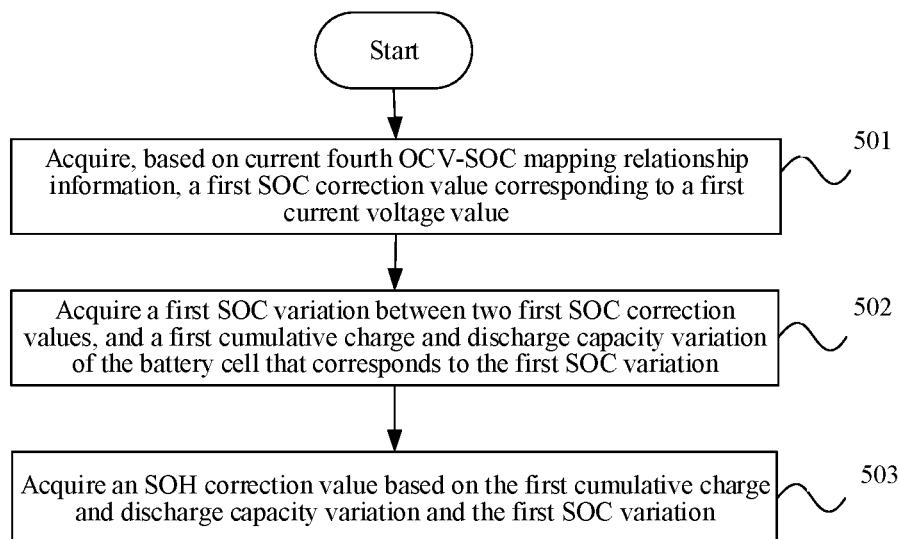 Start
Acquire, based on current fourth OCV-SOC mapping relationship
information, a first SOC correction value corresponding to a first
current voltage value
501
Acquire a first SOC variation between two first SOC correction
values, and a first cumulative charge and discharge capacity variation
of the battery cell that corresponds to the first SOC variation
502
Acquire an SOH correction value based on the first cumulative charge
and discharge capacity variation and the first SOC variation
503